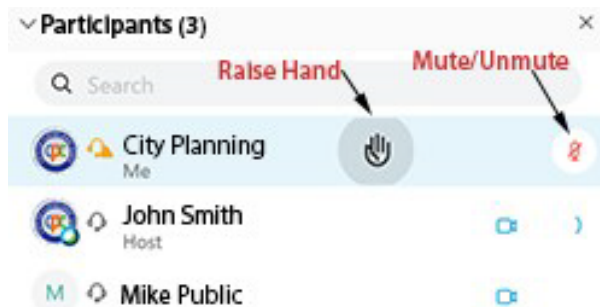 Participants (3)
Search
Raise Hand
Mute/Unmute
City Planning
Me
John Smith
Host
M
Mike Public